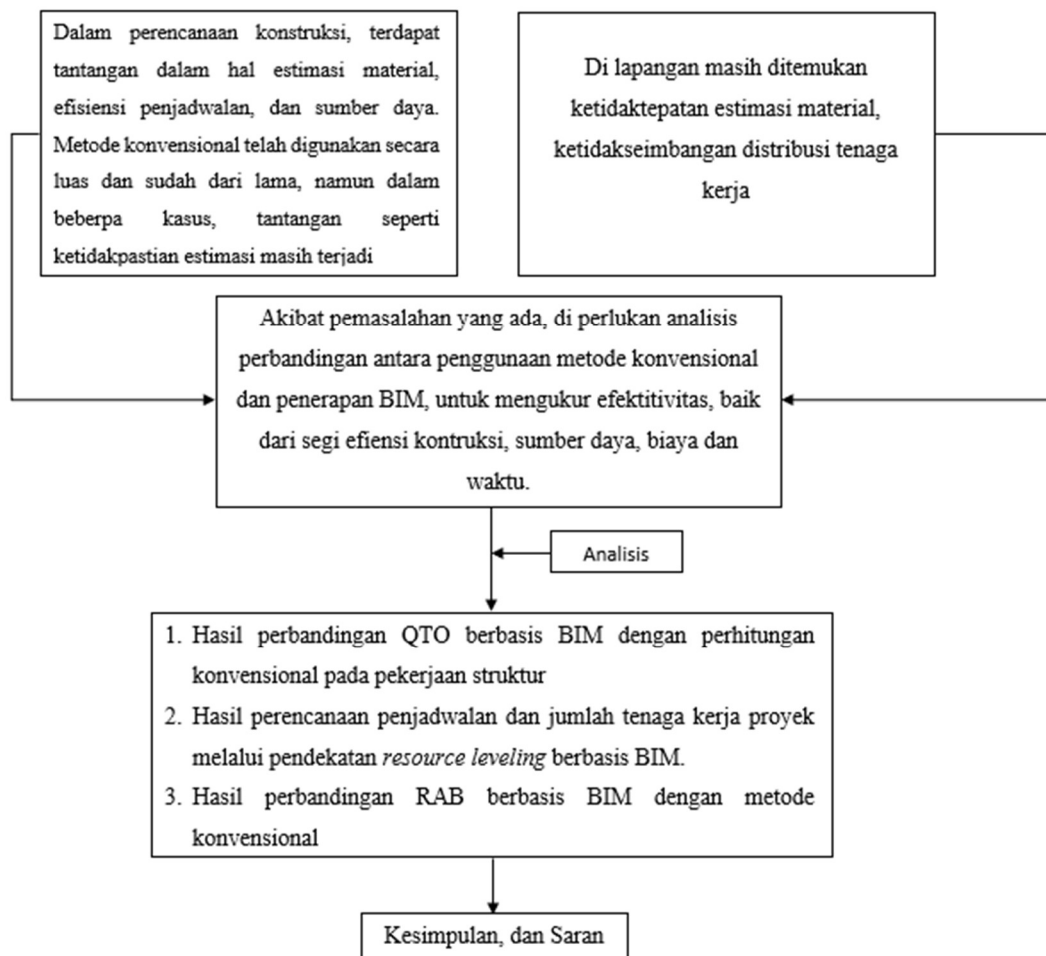 Dalam perencanaan konstruksi, terdapat
tantangan dalam hal estimasi material,
efisiensi penjadwalan, dan sumber daya.
Metode konvensional telah digunakan secara
luas dan sudah dari lama, namun dalam
beberpa kasus, tantangan seperti
ketidakpastian estimasi masih terjadi
Di lapangan masih ditemukan
ketidaktepatan estimasi material,
ketidakseimbangan distribusi tenaga
kerja
Akibat pemasalahan yang ada, di perlukan analisis
perbandingan antara penggunaan metode konvensional
dan penerapan BIM, untuk mengukur efektitivitas, baik
dari segi efiensi kontruksi, sumber daya, biaya dan
waktu.
Analisis
1. Hasil perbandingan QTO berbasis BIM dengan perhitungan
konvensional pada pekerjaan struktur
2. Hasil perencanaan penjadwalan dan jumlah tenaga kerja proyek
melalui pendekatan resource leveling berbasis BIM.
3. Hasil perbandingan RAB berbasis BIM dengan metode
konvensional
Kesimpulan, dan Saran